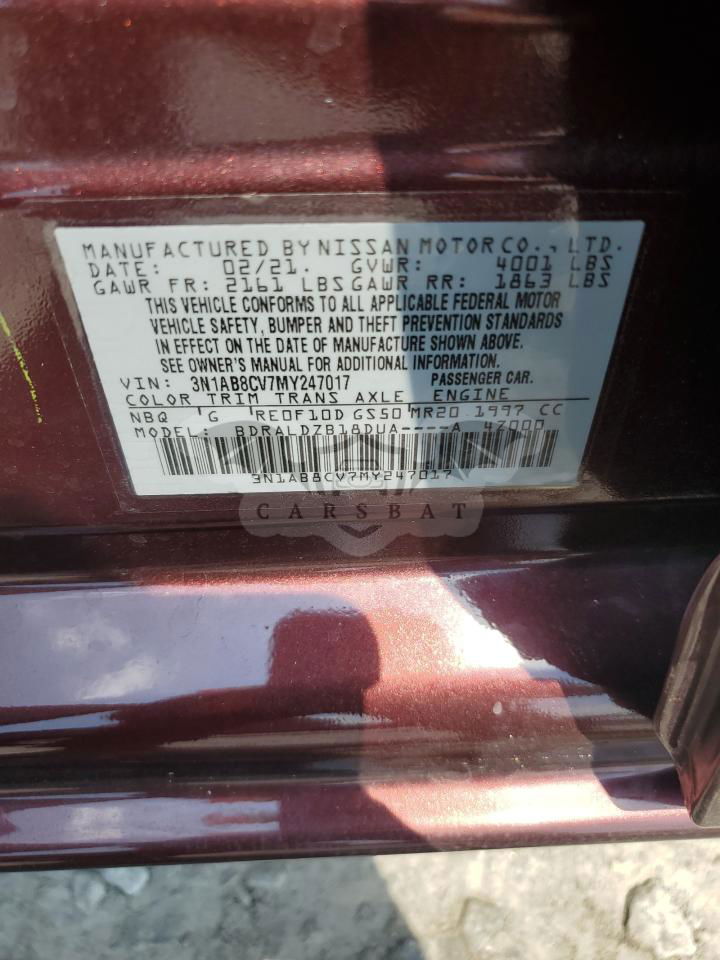 MANUFACTURED BY NISSAN MOTOR CO., LTD.
DATE: 02/21. GVWR: 4001 LBS
GAWR FR: 2161 LBS GAWR RR: 1863 LBS
THIS VEHICLE CONFORMS TO ALL APPLICABLE FEDERAL MOTOR
VEHICLE SAFETY, BUMPER AND THEFT PREVENTION STANDARDS
IN EFFECT ON THE DATE OF MANUFACTURE SHOWN ABOVE.
SEE OWNER'S MANUAL FOR ADDITIONAL INFORMATION.
VIN: 3N1AB8CV7MY247017 PASSENGER CAR.
COLOR TRIM TRANS AXLE ENGINE
NBQ G RE0F10D GS50 MR20 1997 CC
MODEL: BDRALDZB18DUA----A 47000
3N1AB8CV7MY247017
CARSBAT